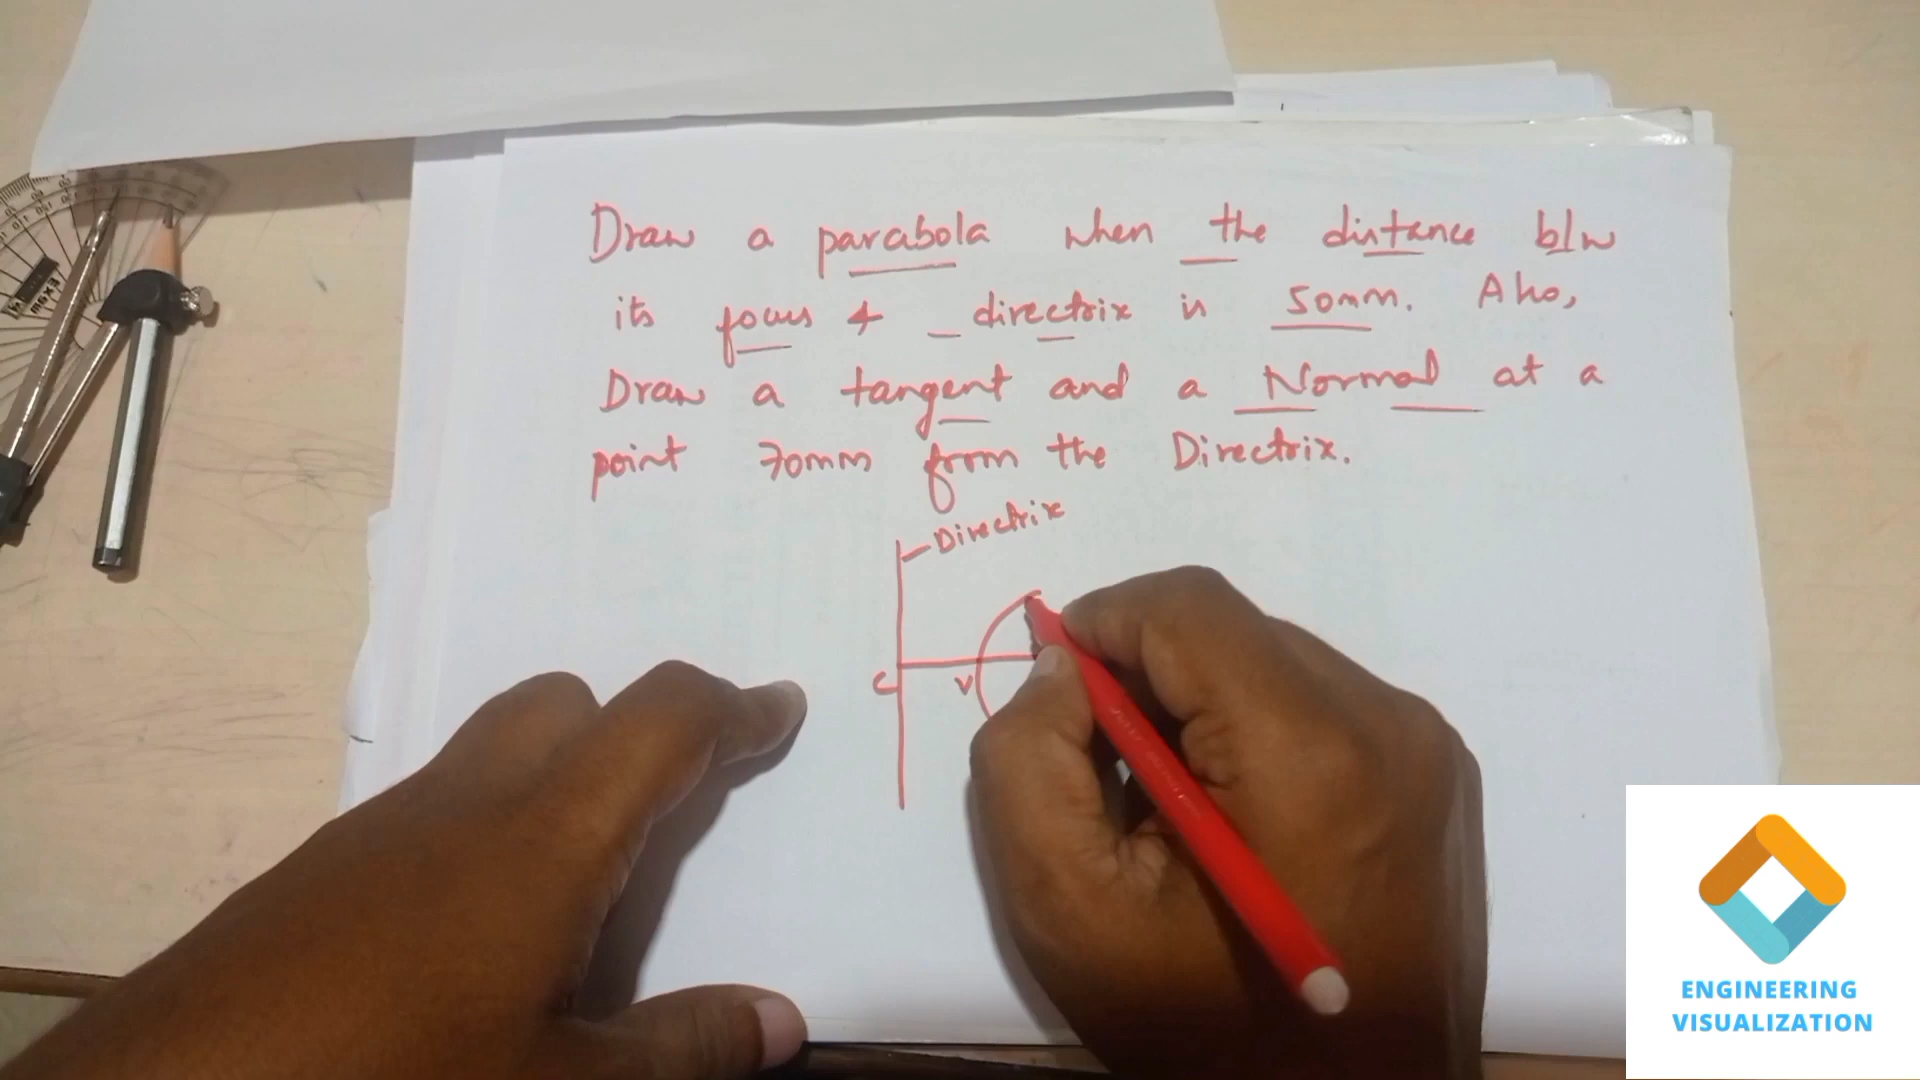 Draw a parabola when the distance b/w
its focus & directrix is 50mm. Also,
Draw a tangent and a Normal at a
point 70mm from the Directrix.
Directrix
C
V
ENGINEERING
VISUALIZATION